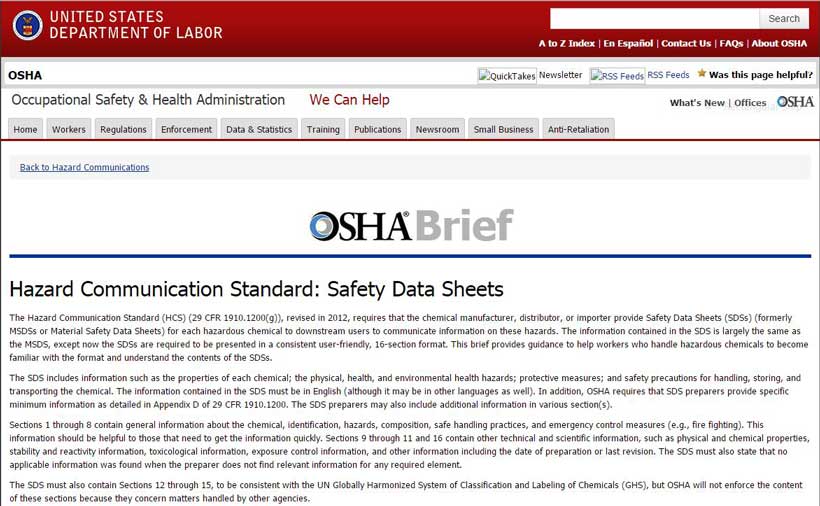 UNITED STATES
DEPARTMENT OF LABOR
Search
A to Z Index | En Español | Contact Us | FAQs | About OSHA
OSHA
QuickTakes Newsletter RSS Feeds RSS Feeds Was this page helpful?
Occupational Safety & Health Administration We Can Help
What's New | Offices OSHA
Home Workers Regulations Enforcement Data & Statistics Training Publications Newsroom Small Business Anti-Retaliation
Back to Hazard Communications
OSHA® Brief
Hazard Communication Standard: Safety Data Sheets
The Hazard Communication Standard (HCS) (29 CFR 1910.1200(g)), revised in 2012, requires that the chemical manufacturer, distributor, or importer provide Safety Data Sheets (SDSs) (formerly
MSDSs or Material Safety Data Sheets) for each hazardous chemical to downstream users to communicate information on these hazards. The information contained in the SDS is largely the same as
the MSDS, except now the SDSs are required to be presented in a consistent user-friendly, 16-section format. This brief provides guidance to help workers who handle hazardous chemicals to become
familiar with the format and understand the contents of the SDSs.
The SDS includes information such as the properties of each chemical; the physical, health, and environmental health hazards; protective measures; and safety precautions for handling, storing, and
transporting the chemical. The information contained in the SDS must be in English (although it may be in other languages as well). In addition, OSHA requires that SDS preparers provide specific
minimum information as detailed in Appendix D of 29 CFR 1910.1200. The SDS preparers may also include additional information in various section(s).
Sections 1 through 8 contain general information about the chemical, identification, hazards, composition, safe handling practices, and emergency control measures (e.g., fire fighting). This
information should be helpful to those that need to get the information quickly. Sections 9 through 11 and 16 contain other technical and scientific information, such as physical and chemical properties,
stability and reactivity information, toxicological information, exposure control information, and other information including the date of preparation or last revision. The SDS must also state that no
applicable information was found when the preparer does not find relevant information for any required element.
The SDS must also contain Sections 12 through 15, to be consistent with the UN Globally Harmonized System of Classification and Labeling of Chemicals (GHS), but OSHA will not enforce the
content of these sections because they concern matters handled by other agencies.